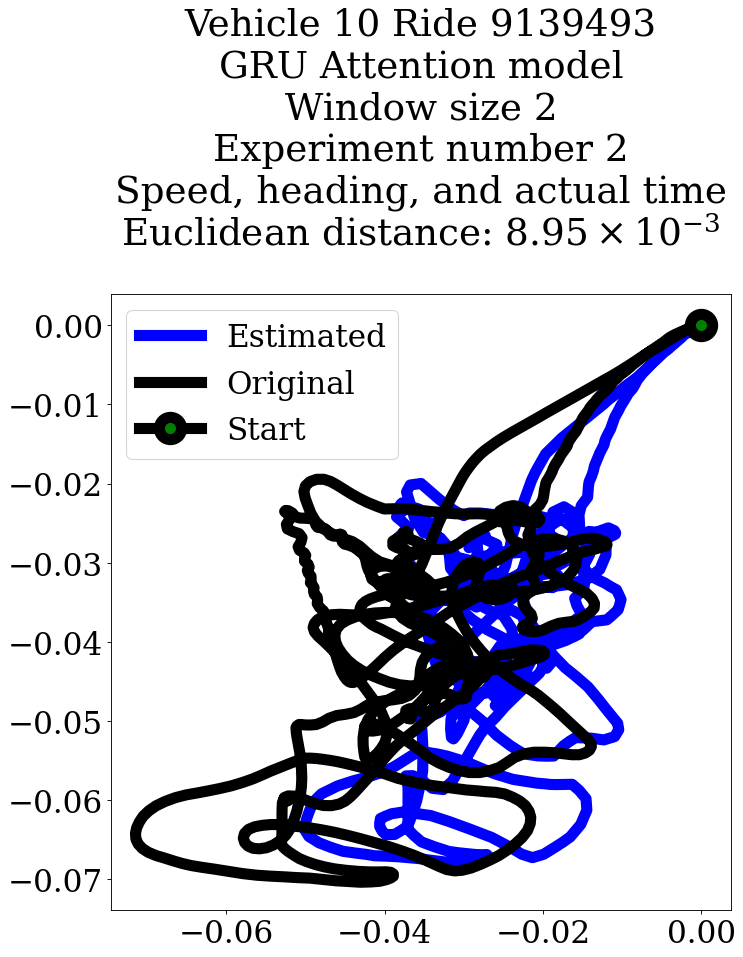 Vehicle 10 Ride 9139493
GRU Attention model
Window size 2
Experiment number 2
Speed, heading, and actual time
Euclidean distance: 8.95 × 10⁻³
Estimated
Original
Start
0.00
−0.01
−0.02
−0.03
−0.04
−0.05
−0.06
−0.07
−0.06
−0.04
−0.02
0.00